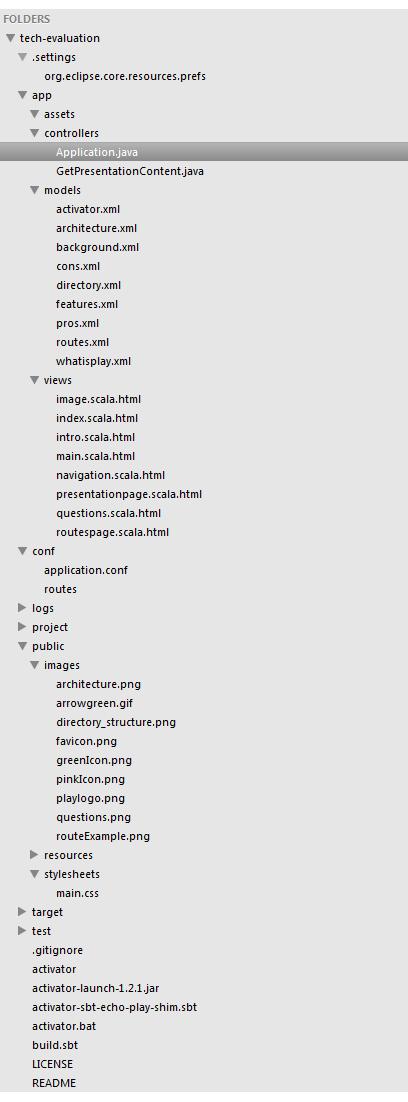 FOLDERS
tech-evaluation
.settings
org.eclipse.core.resources.prefs
app
assets
controllers
Application.java
GetPresentationContent.java
models
activator.xml
architecture.xml
background.xml
cons.xml
directory.xml
features.xml
pros.xml
routes.xml
whatisplay.xml
views
image.scala.html
index.scala.html
intro.scala.html
main.scala.html
navigation.scala.html
presentationpage.scala.html
questions.scala.html
routespage.scala.html
conf
application.conf
routes
logs
project
public
images
architecture.png
arrowgreen.gif
directory_structure.png
favicon.png
greenIcon.png
pinkIcon.png
playlogo.png
questions.png
routeExample.png
resources
stylesheets
main.css
target
test
.gitignore
activator
activator-launch-1.2.1.jar
activator-sbt-echo-play-shim.sbt
activator.bat
build.sbt
LICENSE
README